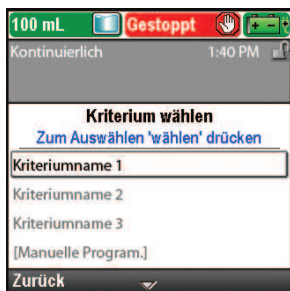 100 mL Gestoppt
Kontinuierlich 1:40 PM
Kriterium wählen
Zum Auswählen 'wählen' drücken
Kriteriumname 1
Kriteriumname 2
Kriteriumname 3
[Manuelle Program.]
Zurück